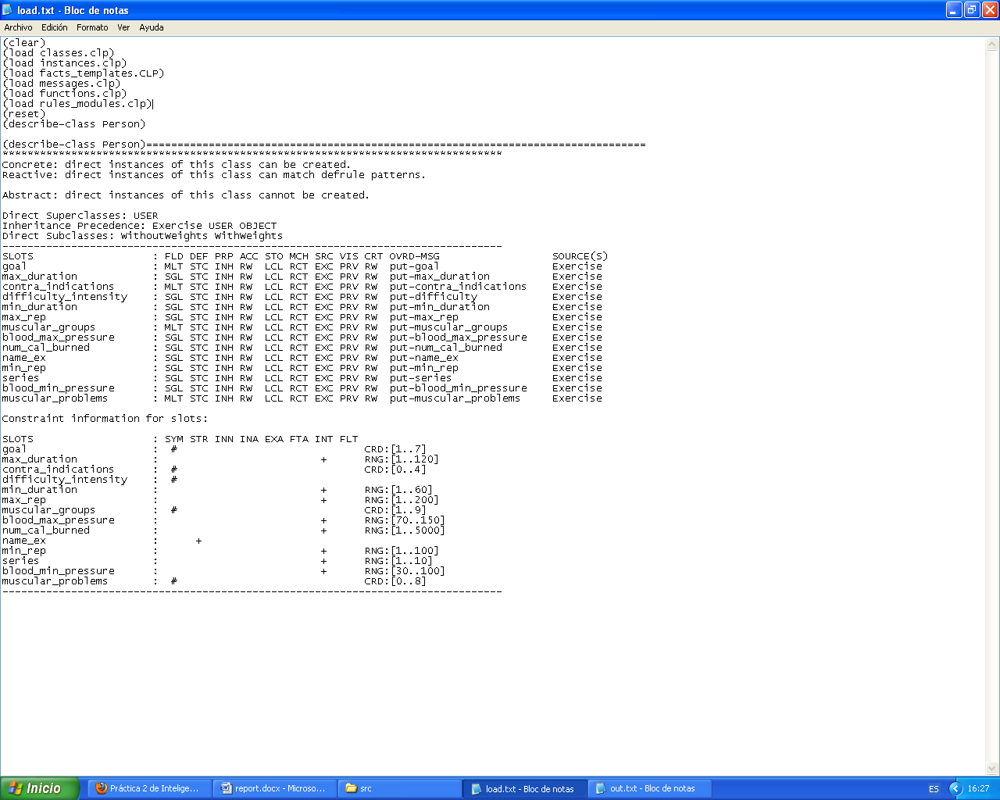 load.txt - Bloc de notas
Archivo Edición Formato Ver Ayuda
(clear)
(load classes.clp)
(load instances.clp)
(load facts_templates.CLP)
(load messages.clp)
(load functions.clp)
(load rules_modules.clp)
(reset)
(describe-class Person)
(describe-class Person)================================================================================
********************************************************************************
Concrete: direct instances of this class can be created.
Reactive: direct instances of this class can match defrule patterns.
Abstract: direct instances of this class cannot be created.
Direct Superclasses: USER
Inheritance Precedence: Exercise USER OBJECT
Direct Subclasses: WithoutWeights WithWeights
--------------------------------------------------------------------------------
SLOTS : FLD DEF PRP ACC STO MCH SRC VIS CRT OVRD-MSG SOURCE(S)
goal : MLT STC INH RW LCL RCT EXC PRV RW put-goal Exercise
max_duration : SGL STC INH RW LCL RCT EXC PRV RW put-max_duration Exercise
contra_indications : MLT STC INH RW LCL RCT EXC PRV RW put-contra_indications Exercise
difficulty_intensity : SGL STC INH RW LCL RCT EXC PRV RW put-difficulty Exercise
min_duration : SGL STC INH RW LCL RCT EXC PRV RW put-min_duration Exercise
max_rep : SGL STC INH RW LCL RCT EXC PRV RW put-max_rep Exercise
muscular_groups : MLT STC INH RW LCL RCT EXC PRV RW put-muscular_groups Exercise
blood_max_pressure : SGL STC INH RW LCL RCT EXC PRV RW put-blood_max_pressure Exercise
num_cal_burned : SGL STC INH RW LCL RCT EXC PRV RW put-num_cal_burned Exercise
name_ex : SGL STC INH RW LCL RCT EXC PRV RW put-name_ex Exercise
min_rep : SGL STC INH RW LCL RCT EXC PRV RW put-min_rep Exercise
series : SGL STC INH RW LCL RCT EXC PRV RW put-series Exercise
blood_min_pressure : SGL STC INH RW LCL RCT EXC PRV RW put-blood_min_pressure Exercise
muscular_problems : MLT STC INH RW LCL RCT EXC PRV RW put-muscular_problems Exercise
Constraint information for slots:
SLOTS : SYM STR INN INA EXA FTA INT FLT
goal : # CRD:[1..7]
max_duration : + RNG:[1..120]
contra_indications : # CRD:[0..4]
difficulty_intensity : #
min_duration : + RNG:[1..60]
max_rep : + RNG:[1..200]
muscular_groups : # CRD:[1..9]
blood_max_pressure : + RNG:[70..150]
num_cal_burned : + RNG:[1..5000]
name_ex : +
min_rep : + RNG:[1..100]
series : + RNG:[1..10]
blood_min_pressure : + RNG:[30..100]
muscular_problems : # CRD:[0..8]
--------------------------------------------------------------------------------
Inicio Práctica 2 de Intelige... report.docx - Microso... src load.txt - Bloc de notas out.txt - Bloc de notas ES 16:27